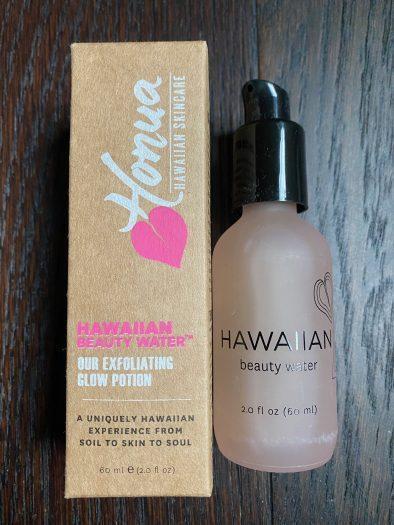 Honua
HAWAIIAN SKINCARE
HAWAIIAN
BEAUTY WATER™
OUR EXFOLIATING
GLOW POTION
A UNIQUELY HAWAIIAN
EXPERIENCE FROM
SOIL TO SKIN TO SOUL
60 ml e (2.0 fl oz)
HAWAIIAN
beauty water
2.0 fl oz (60 ml)